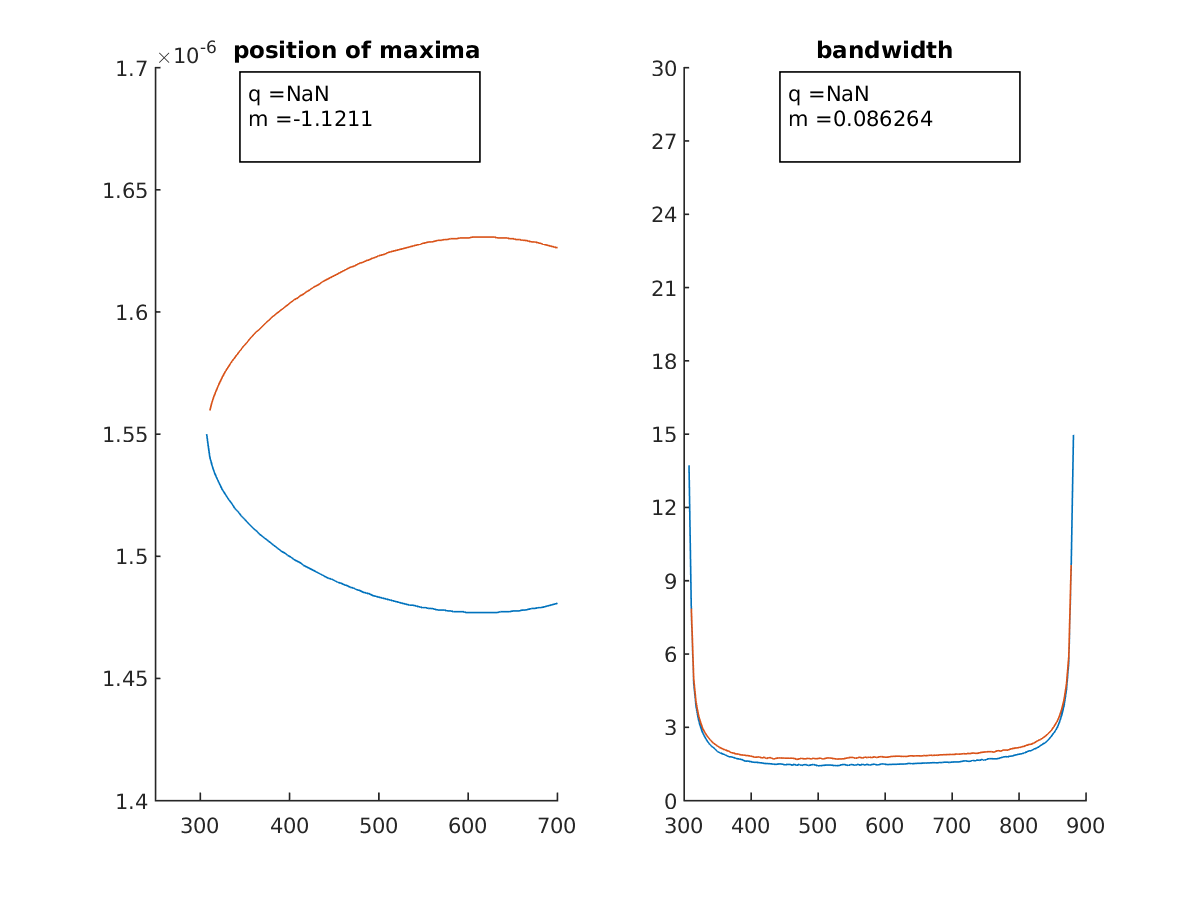 ×10-6
position of maxima
q =NaN
m =-1.1211
1.7
1.65
1.6
1.55
1.5
1.45
1.4
300 400 500 600 700
bandwidth
q =NaN
m =0.086264
30
27
24
21
18
15
12
9
6
3
0
300 400 500 600 700 800 900